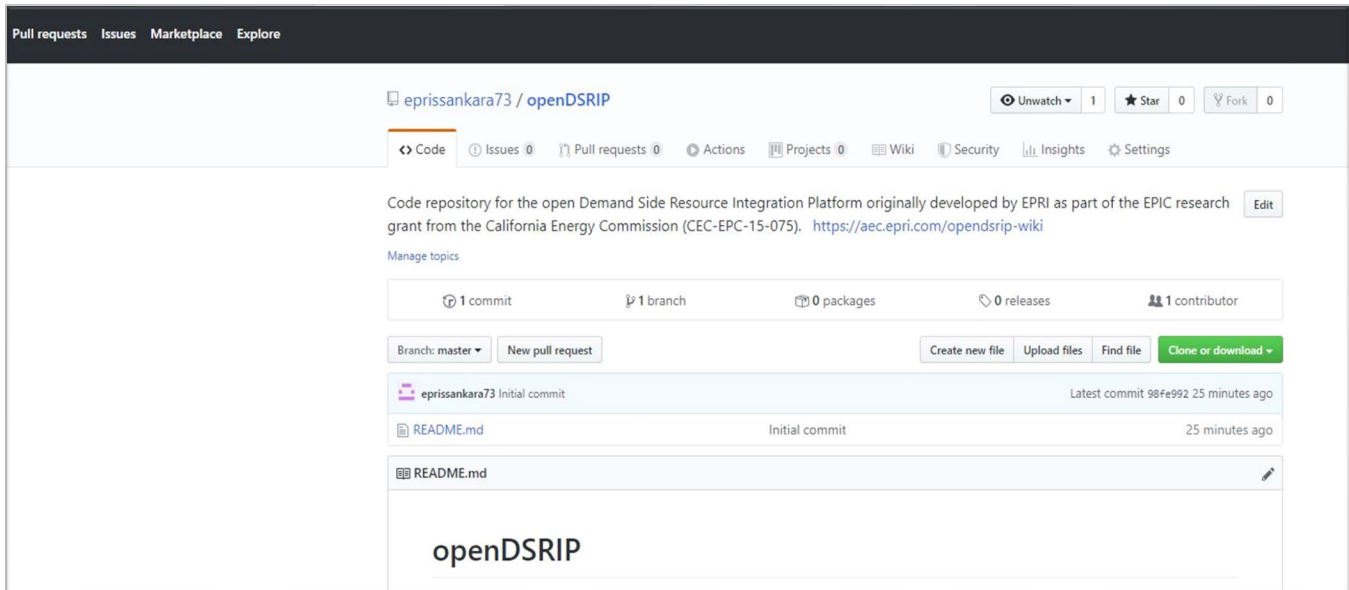 Pull requests Issues Marketplace Explore
eprissankara73 / openDSRIP
Unwatch 1 Star 0 Fork 0
Code Issues 0 Pull requests 0 Actions Projects 0 Wiki Security Insights Settings
Code repository for the open Demand Side Resource Integration Platform originally developed by EPRI as part of the EPIC research Edit
grant from the California Energy Commission (CEC-EPC-15-075). https://aec.epri.com/opendsrip-wiki
Manage topics
1 commit 1 branch 0 packages 0 releases 1 contributor
Branch: master New pull request Create new file Upload files Find file Clone or download
eprissankara73 Initial commit Latest commit 98fe992 25 minutes ago
README.md Initial commit 25 minutes ago
README.md
openDSRIP